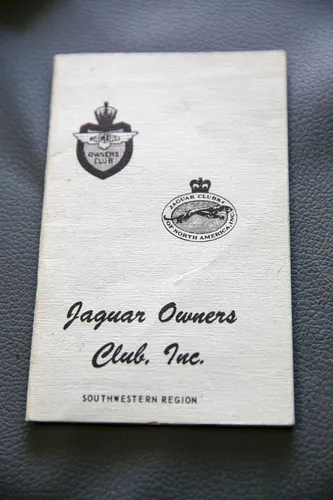 OWNERS
CLUB
JAGUAR CLUBS
OF NORTH AMERICA, INC.
Jaguar Owners
Club, Inc.
SOUTHWESTERN REGION